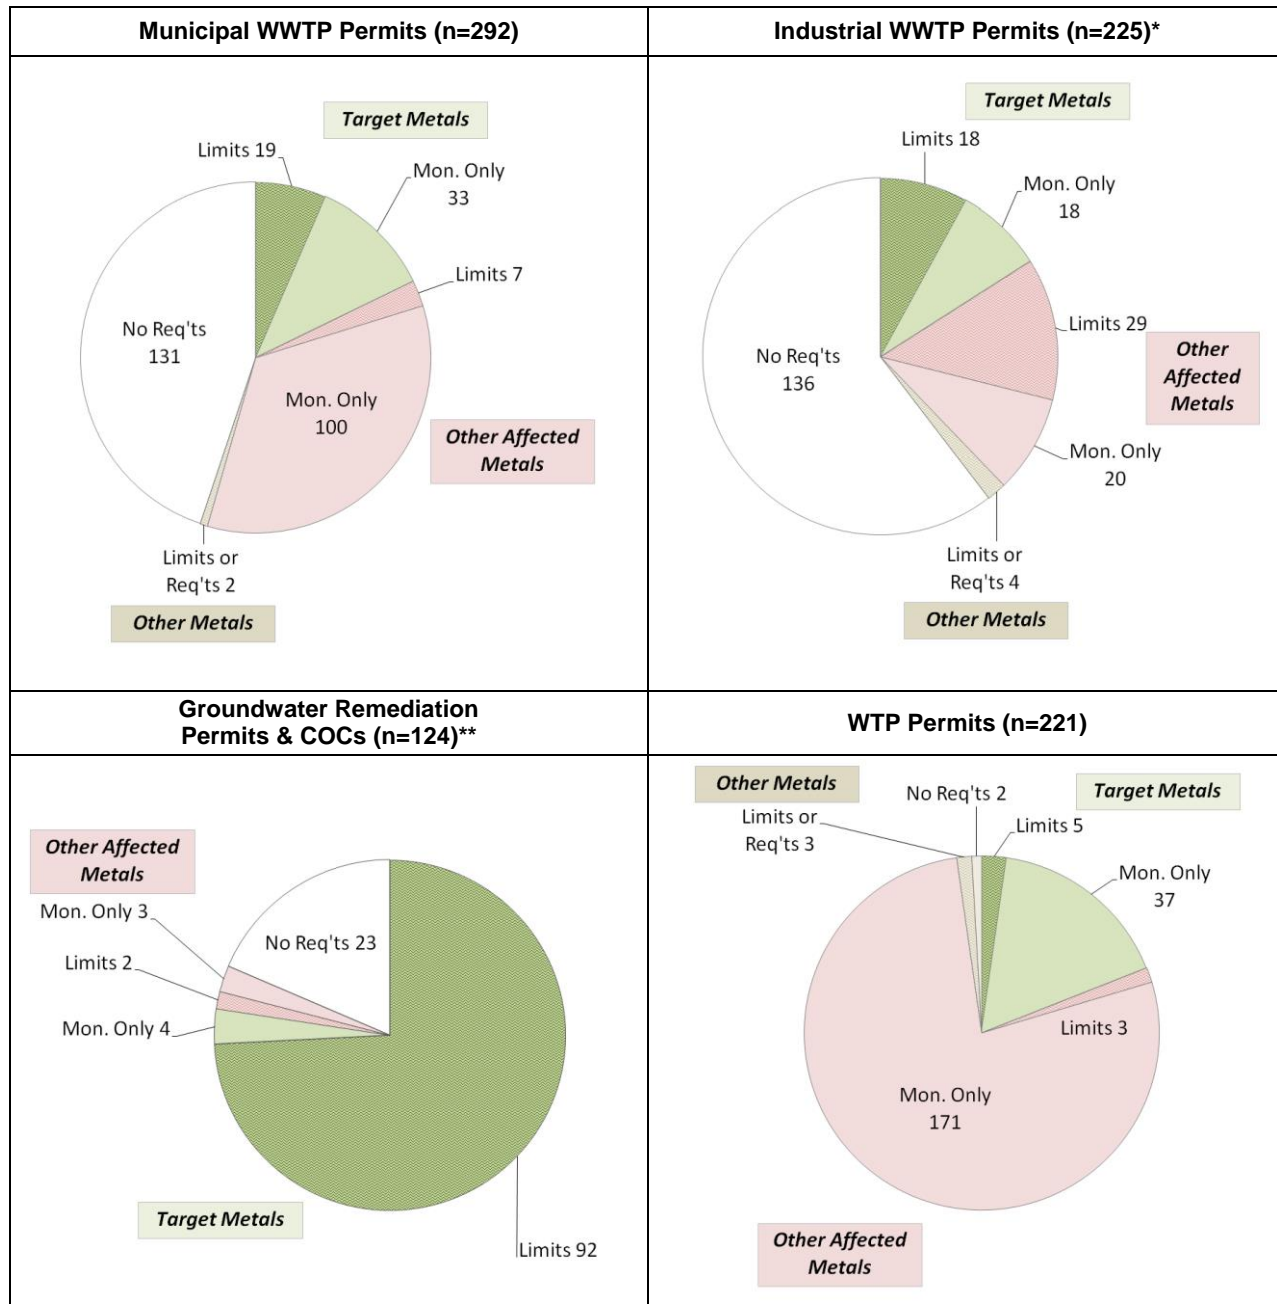 Municipal WWTP Permits (n=292)
Target Metals
Limits 19
Mon. Only
33
Limits 7
No Req'ts
131
Mon. Only
100
Other Affected
Metals
Limits or
Req'ts 2
Other Metals
Industrial WWTP Permits (n=225)*
Target Metals
Limits 18
Mon. Only
18
Limits 29
Other
Affected
Metals
No Req'ts
136
Mon. Only
20
Limits or
Req'ts 4
Other Metals
Groundwater Remediation
Permits & COCs (n=124)**
Other Affected
Metals
Mon. Only 3
No Req'ts 23
Limits 2
Mon. Only 4
Target Metals
Limits 92
WTP Permits (n=221)
Other Metals
No Req'ts 2
Target Metals
Limits or
Req'ts 3
Limits 5
Mon. Only
37
Limits 3
Mon. Only
171
Other Affected
Metals